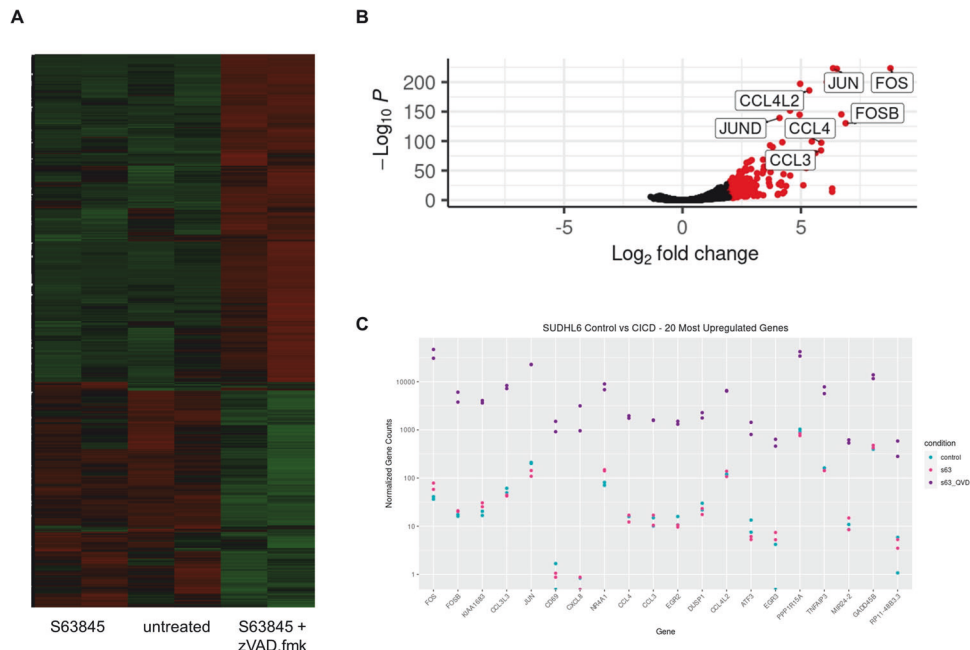 A
S63845
untreated
S63845 +
zVAD.fmk
B
200
150
100
50
0
-5
0
5
−Log10 P
Log2 fold change
JUN
FOS
CCL4L2
FOSB
JUND
CCL4
CCL3
C
SUDHL6 Control vs CICD - 20 Most Upregulated Genes
Normalized Gene Counts
10000
1000
100
10
1
FOS
FOSB
CCL3L3
JUN
CD69
CXCL8
NR4A1
CCL4
CCL3
EGR2
DUSP1
CCL4L2
ATF3
EGR3
PPP1R15A
TNFAIP3
MIR24-2
GADD45B
RP11-488L3.3
Gene
condition
control
s63
s63_QVD